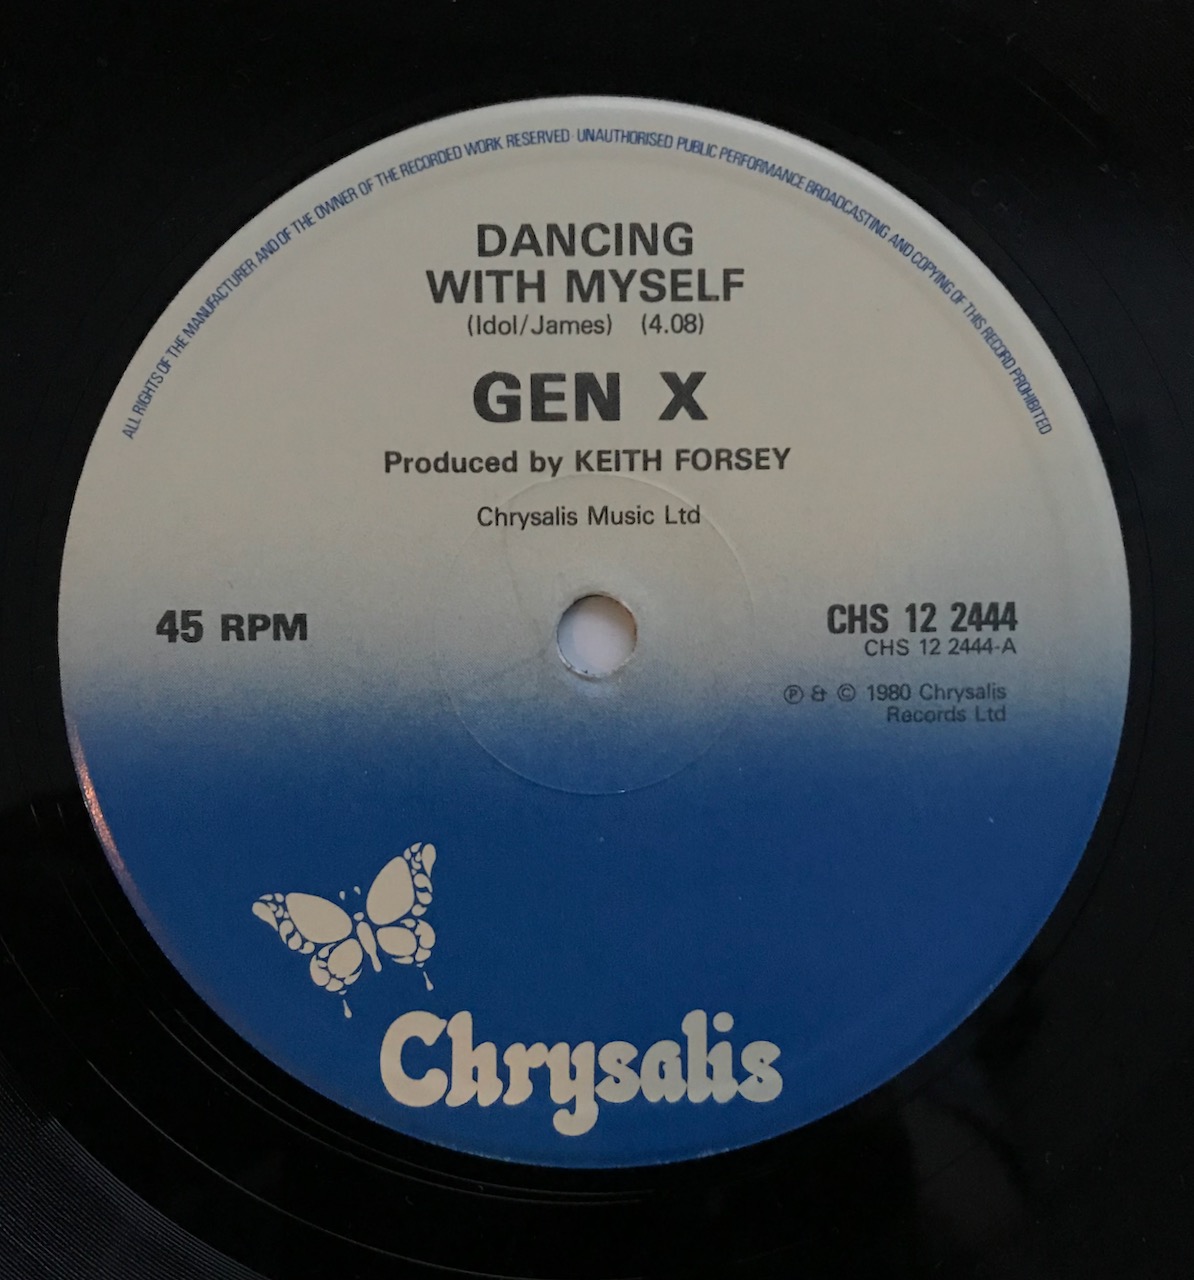 ALL RIGHTS OF THE MANUFACTURER AND OF THE OWNER OF THE RECORDED WORK RESERVED · UNAUTHORISED PUBLIC PERFORMANCE BROADCASTING AND COPYING OF THIS RECORD PROHIBITED
DANCING
WITH MYSELF
(Idol/James) (4.08)
GEN X
Produced by KEITH FORSEY
Chrysalis Music Ltd
45 RPM
CHS 12 2444
CHS 12 2444-A
℗ & © 1980 Chrysalis
Records Ltd
Chrysalis